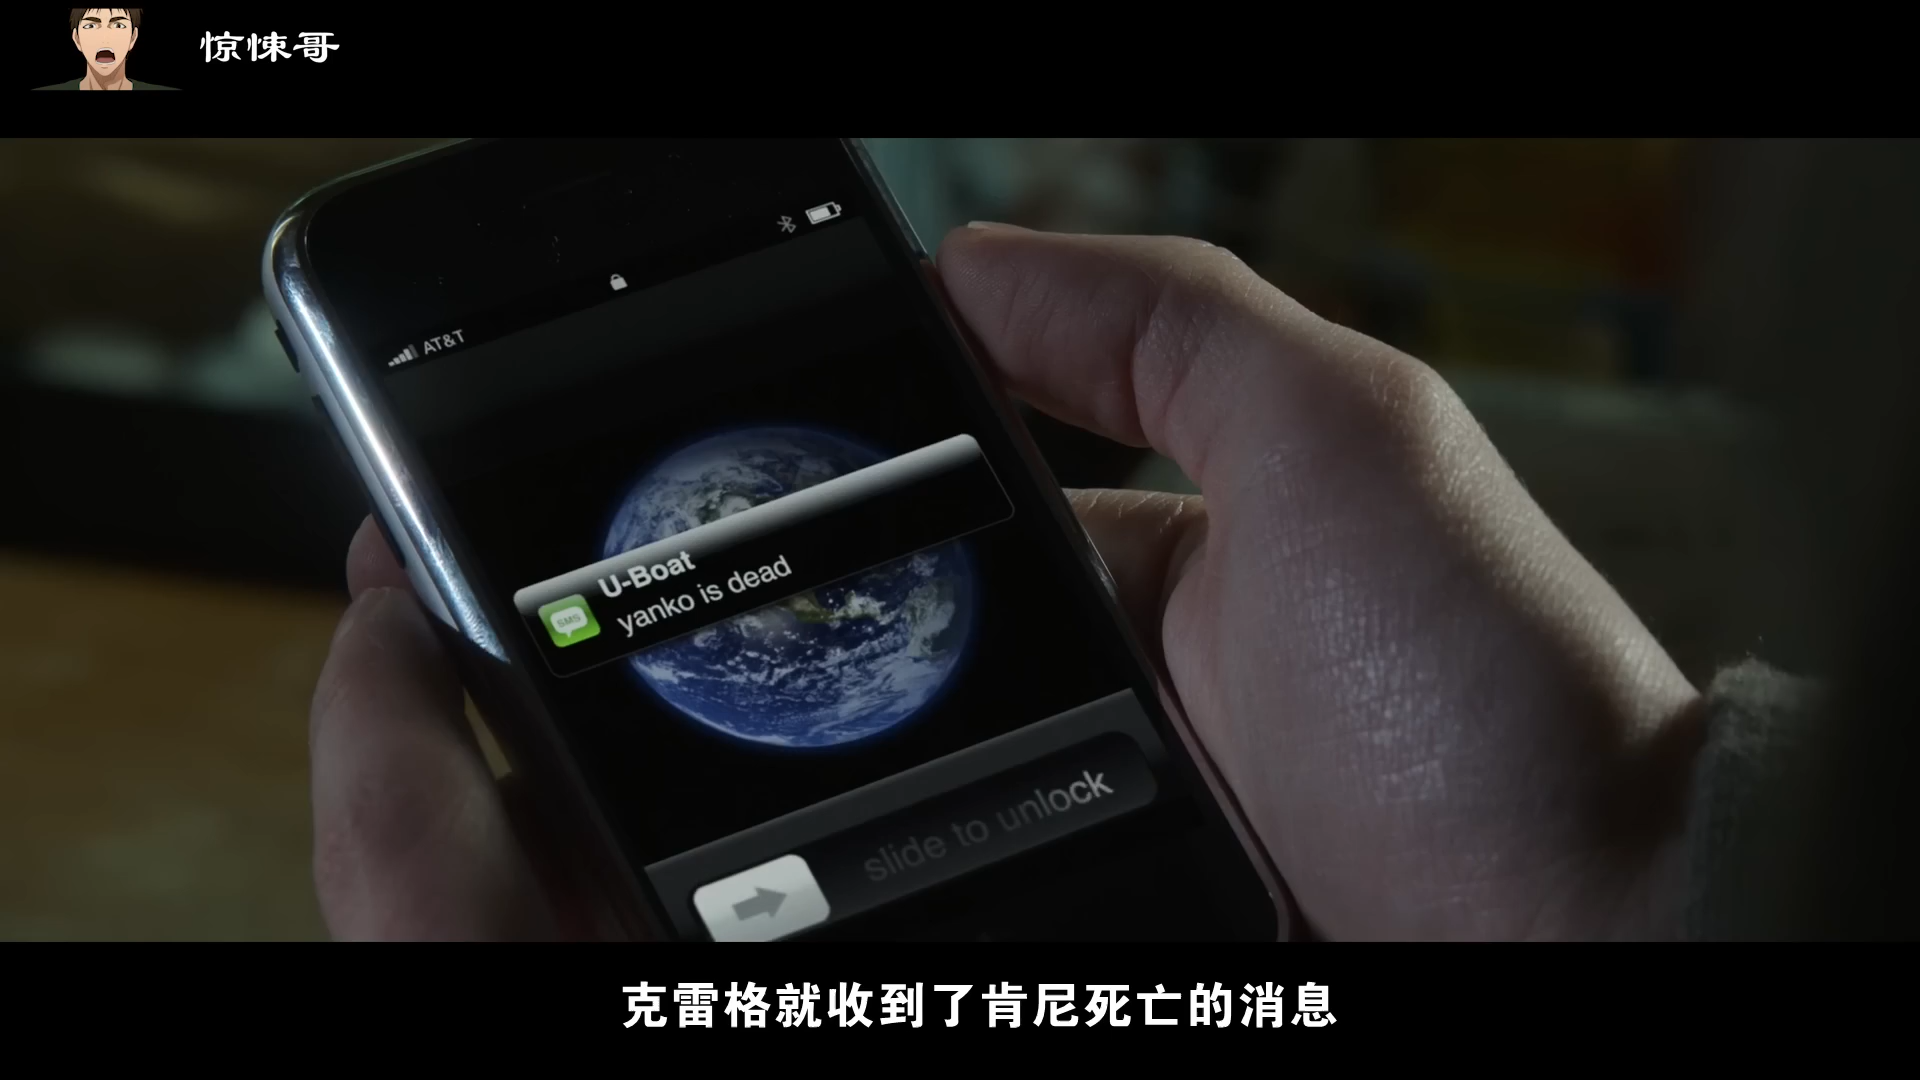 惊悚哥
AT&T
U-Boat
yanko is dead
SMS
slide to unlock
克雷格就收到了肯尼死亡的消息